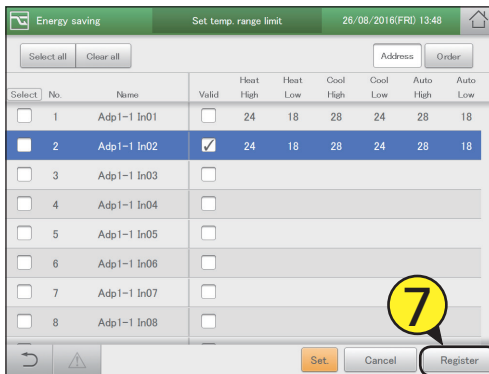 Energy saving Set temp. range limit 26/08/2016(FRI) 13:48
Select all Clear all Address Order
Select No. Name Valid Heat High Heat Low Cool High Cool Low Auto High Auto Low
1 Adp1-1 In01 24 18 28 24 28 18
2 Adp1-1 In02 24 18 28 24 28 18
3 Adp1-1 In03
4 Adp1-1 In04
5 Adp1-1 In05
6 Adp1-1 In06
7 Adp1-1 In07
8 Adp1-1 In08
7
Set. Cancel Register